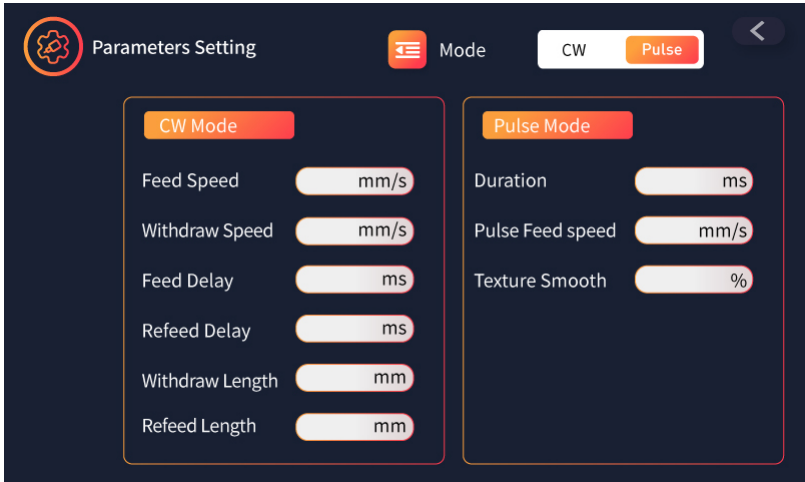 Parameters Setting
Mode
CW
Pulse
CW Mode
Feed Speed mm/s
Withdraw Speed mm/s
Feed Delay ms
Refeed Delay ms
Withdraw Length mm
Refeed Length mm
Pulse Mode
Duration ms
Pulse Feed speed mm/s
Texture Smooth %